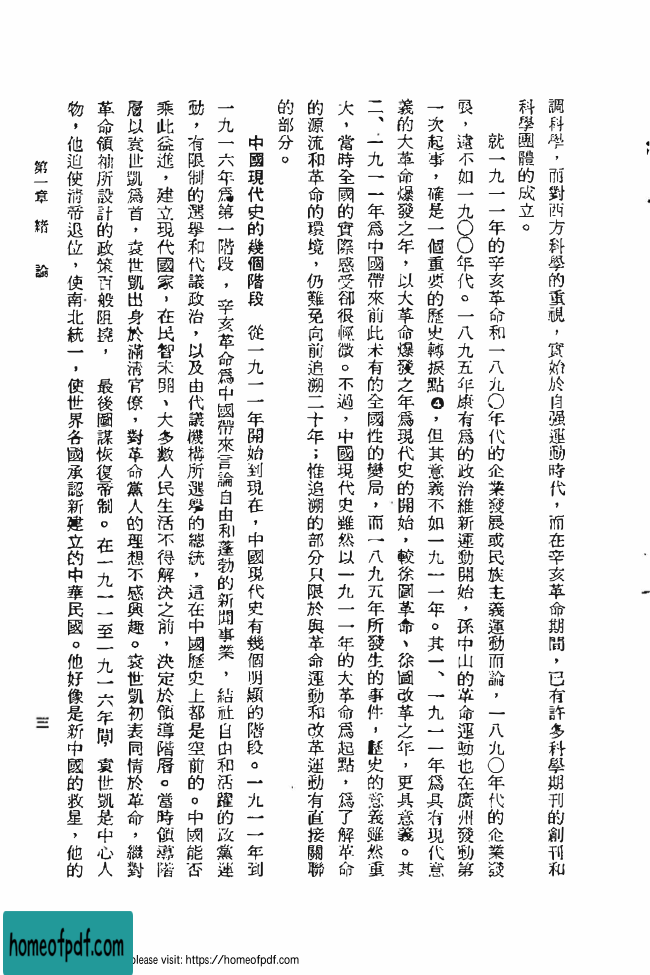 調科學，而對西方科學的重視，實始於自强運動時代，而在辛亥革命期間，已有許多科學期刊的創刊和
科學團體的成立。
就一九一一年的辛亥革命和一八九〇年代的企業發展或民族主義運動而論，一八九〇年代的企業發
展，遠不如一九〇〇年代。一八九五年康有爲的政治維新運動開始，孫中山的革命運動也在廣州發動第
一次起事，確是一個重要的歷史轉捩點❹，但其意義不如一九一一年。其一、一九一一年爲具有現代意
義的大革命爆發之年，以大革命爆發之年爲現代史的開始，較徐圖革命、徐圖改革之年，更具意義。其
二、一九一一年爲中國帶來前此未有的全國性的變局，而一八九五年所發生的事件，歷史的意義雖然重
大，當時全國的實際感受卻很輕微。不過，中國現代史雖然以一九一一年的大革命爲起點，爲了解革命
的源流和革命的環境，仍難免向前追溯二十年；惟追溯的部分只限於與革命運動和改革運動有直接關聯
的部分。
中國現代史的幾個階段　從一九一一年開始到現在，中國現代史有幾個明顯的階段。一九一一年到
一九一六年爲第一階段，辛亥革命爲中國帶來言論自由和蓬勃的新聞事業，結社自由和活躍的政黨運
動，有限制的選舉和代議政治，以及由代議機構所選舉的總統，這在中國歷史上都是空前的。中國能否
乘此益進，建立現代國家，在民智未開、大多數人民生活不得解決之前，決定於領導階層。當時領導階
層以袁世凱爲首，袁世凱出身於滿淸官僚，對革命黨人的理想不感興趣。袁世凱初表同情於革命，繼對
革命領袖所設計的政策百般阻撓，最後圖謀恢復帝制。在一九一一至一九一六年間，袁世凱是中心人
物，他迫使淸帝退位，使南北統一，使世界各國承認新建立的中華民國。他好像是新中國的救星，他的
第一章　緒　論
三
homeofpdf.com
please visit: https://homeofpdf.com